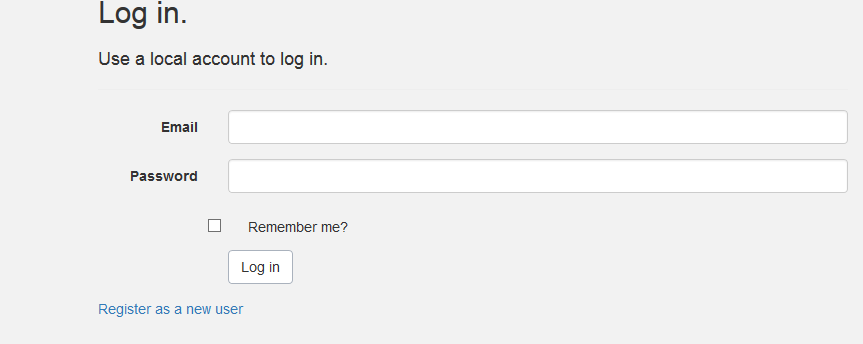 Log in.
Use a local account to log in.
Email
Password
Remember me?
Log in
Register as a new user